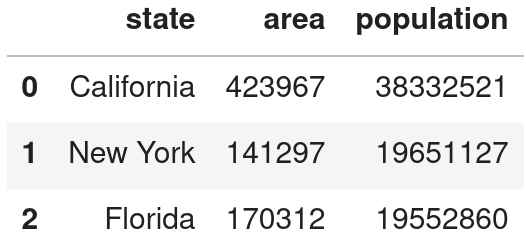 state area population
0 California 423967 38332521
1 New York 141297 19651127
2 Florida 170312 19552860